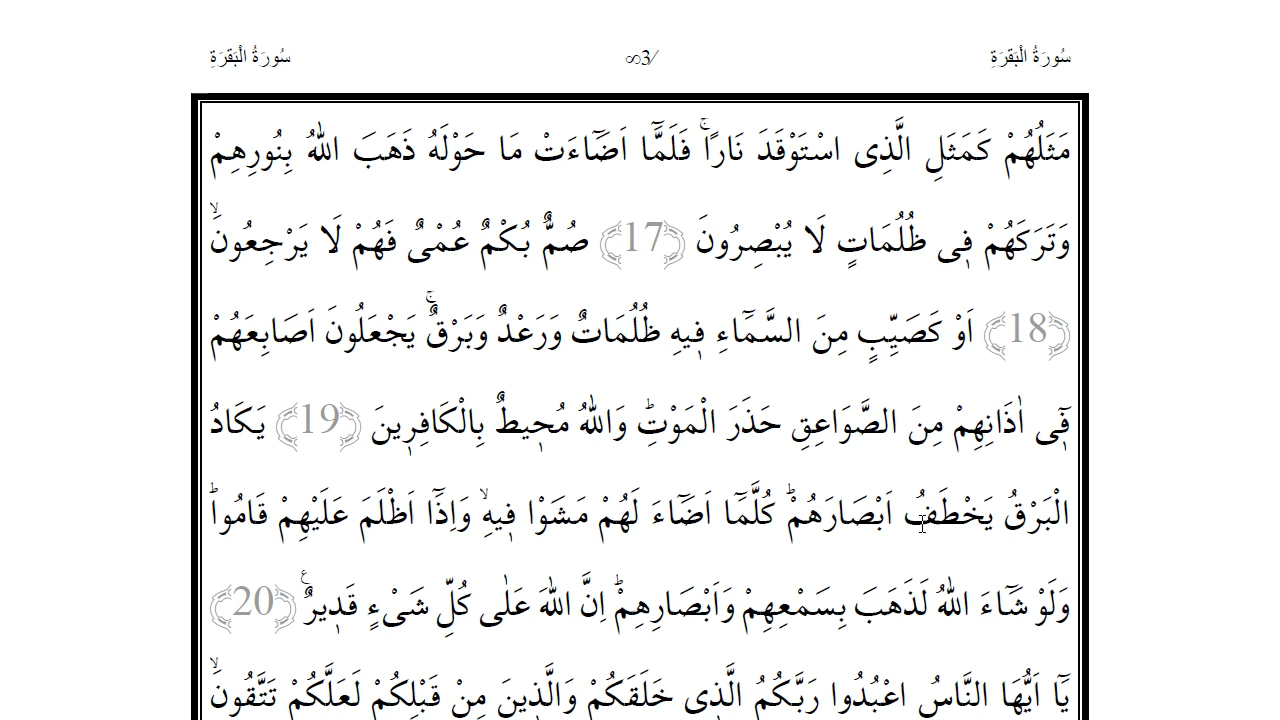 سُورَةُ الْبَقَرَةِ ∞3/ سُورَةُ الْبَقَرَةِ
مَثَلُهُمْ كَمَثَلِ الَّذِى اسْتَوْقَدَ نَارًاۚ فَلَمَّٓا اَضَٓاءَتْ مَا حَوْلَهُ ذَهَبَ اللّٰهُ بِنُورِهِمْ
وَتَرَكَهُمْ فٖى ظُلُمَاتٍ لَا يُبْصِرُونَ ﴿17﴾ صُمٌّ بُكْمٌ عُمْىٌ فَهُمْ لَا يَرْجِعُونَۙ
﴿18﴾ اَوْ كَصَيِّبٍ مِنَ السَّمَٓاءِ فٖيهِ ظُلُمَاتٌ وَرَعْدٌ وَبَرْقٌۚ يَجْعَلُونَ اَصَابِعَهُمْ
فٖٓى اٰذَانِهِمْ مِنَ الصَّوَاعِقِ حَذَرَ الْمَوْتِؕ وَاللّٰهُ مُحٖيطٌ بِالْكَافِرٖينَ ﴿19﴾ يَكَادُ
الْبَرْقُ يَخْطَفُ اَبْصَارَهُمْؕ كُلَّمَٓا اَضَٓاءَ لَهُمْ مَشَوْا فٖيهِۙ وَاِذَٓا اَظْلَمَ عَلَيْهِمْ قَامُواؕ
وَلَوْ شَٓاءَ اللّٰهُ لَذَهَبَ بِسَمْعِهِمْ وَاَبْصَارِهِمْؕ اِنَّ اللّٰهَ عَلٰى كُلِّ شَیْءٍ قَدٖيرٌࣖ ﴿20﴾
يَٓا اَيُّهَا النَّاسُ اعْبُدُوا رَبَّكُمُ الَّذٖى خَلَقَكُمْ وَالَّذٖينَ مِنْ قَبْلِكُمْ لَعَلَّكُمْ تَتَّقُونَۙ